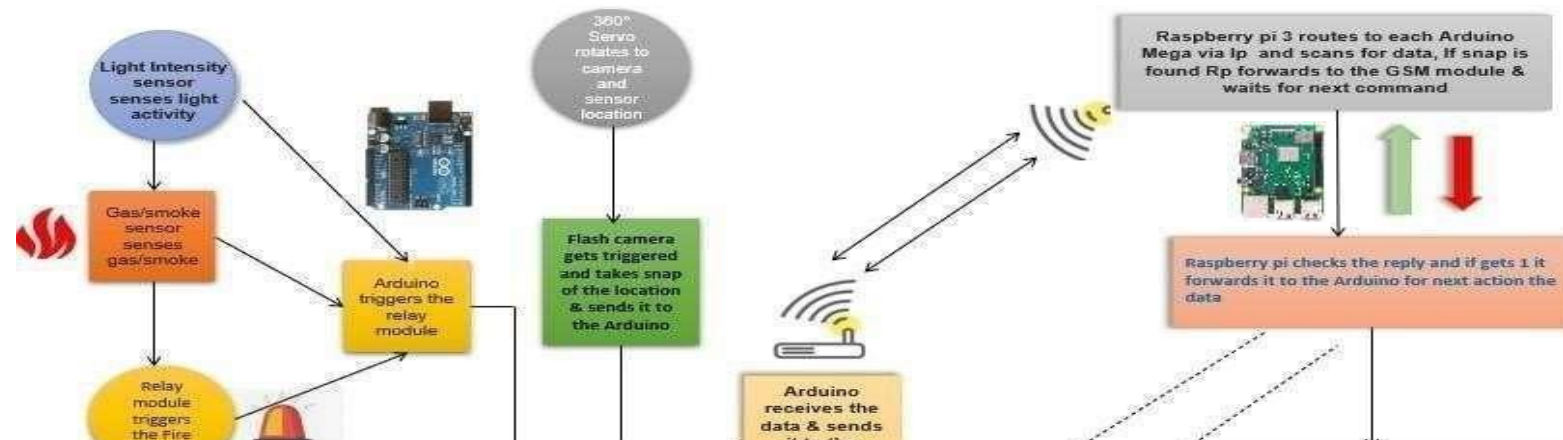 Light Intensity
sensor
senses light
activity
Gas/smoke
sensor
senses
gas/smoke
Relay
module
triggers
the Fire
Arduino
triggers the
relay
module
360°
Servo
rotates to
camera
and
sensor
location
Flash camera
gets triggered
and takes snap
of the location
& sends it to
the Arduino
Arduino
receives the
data & sends
Raspberry pi 3 routes to each Arduino
Mega via Ip and scans for data, If snap is
found Rp forwards to the GSM module &
waits for next command
Raspberry pi checks the reply and if gets 1 it
forwards it to the Arduino for next action the
data